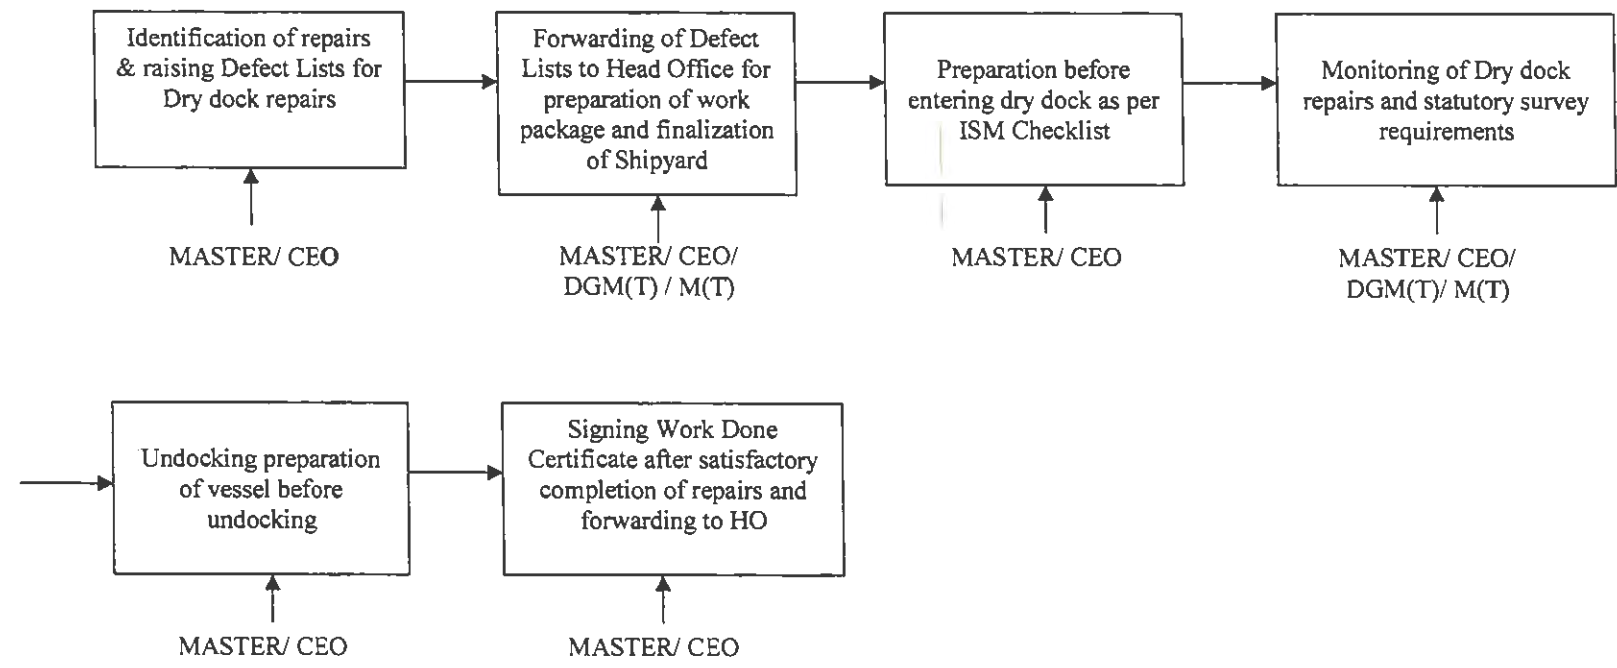 Identification of repairs
& raising Defect Lists for
Dry dock repairs
MASTER/ CEO
Forwarding of Defect
Lists to Head Office for
preparation of work
package and finalization
of Shipyard
MASTER/ CEO/
DGM(T) / M(T)
Preparation before
entering dry dock as per
ISM Checklist
MASTER/ CEO
Monitoring of Dry dock
repairs and statutory survey
requirements
MASTER/ CEO/
DGM(T)/ M(T)
Undocking preparation
of vessel before
undocking
MASTER/ CEO
Signing Work Done
Certificate after satisfactory
completion of repairs and
forwarding to HO
MASTER/ CEO